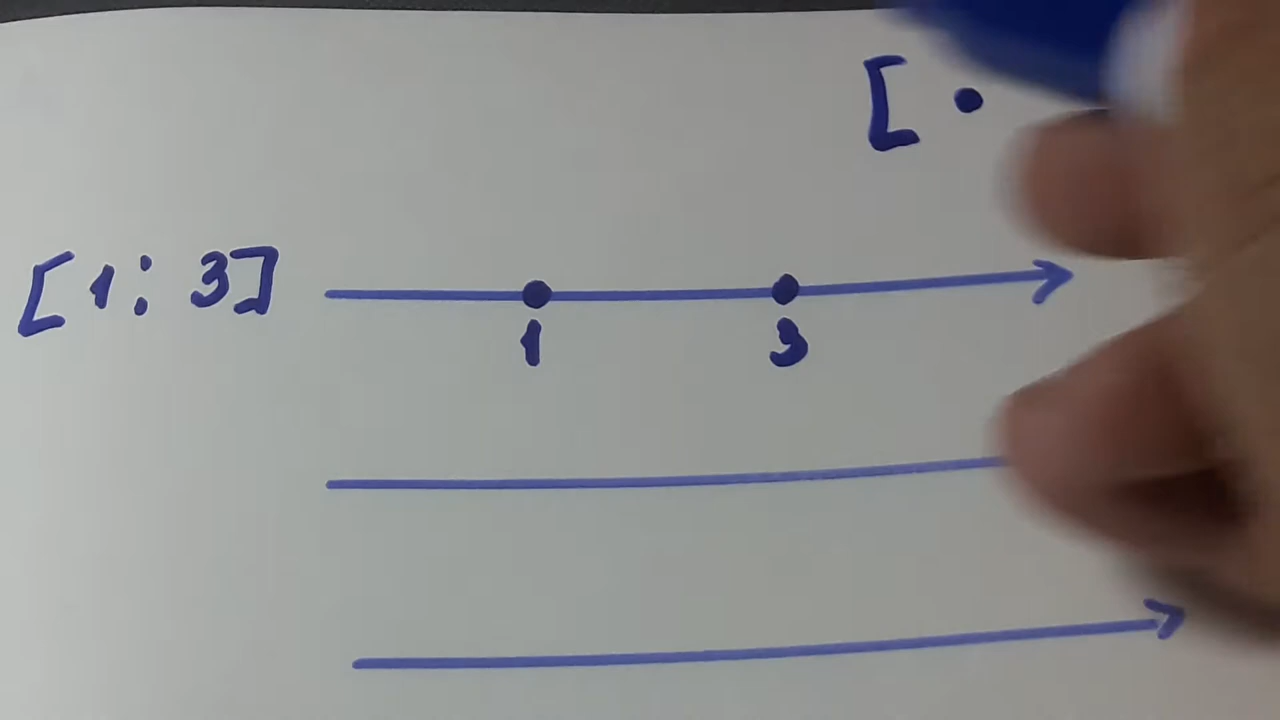 [ •
[1; 3]
1 3